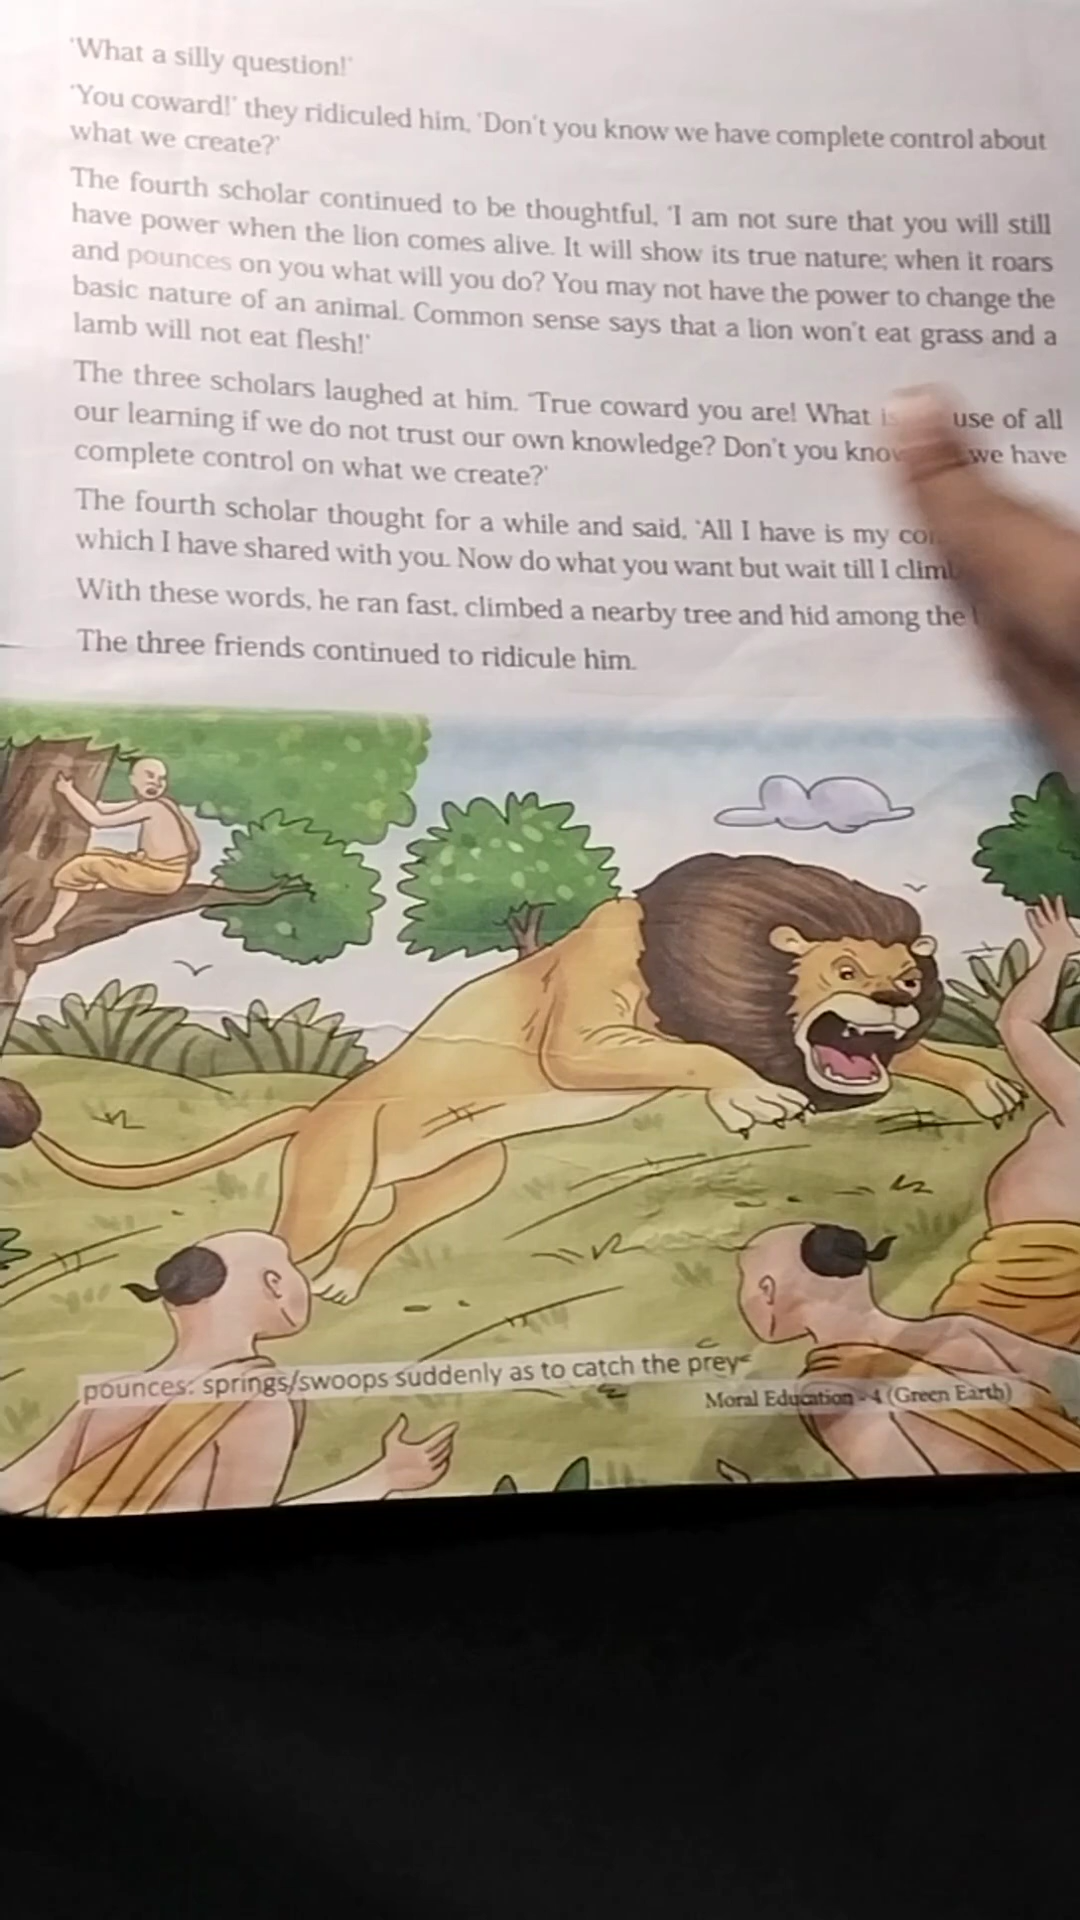 'What a silly question!'
'You coward!' they ridiculed him, 'Don't you know we have complete control about
what we create?'
The fourth scholar continued to be thoughtful, 'I am not sure that you will still
have power when the lion comes alive. It will show its true nature; when it roars
and pounces on you what will you do? You may not have the power to change the
basic nature of an animal. Common sense says that a lion won't eat grass and a
lamb will not eat flesh!'
The three scholars laughed at him. 'True coward you are! What use of all
our learning if we do not trust our own knowledge? Don't you we have
complete control on what we create?'
The fourth scholar thought for a while and said, 'All I have is my
which I have shared with you. Now do what you want but wait till I
With these words, he ran fast, climbed a nearby tree and hid among the
The three friends continued to ridicule him.
pounces: springs/swoops suddenly as to catch the prey
Moral Education - 4 (Green Earth)